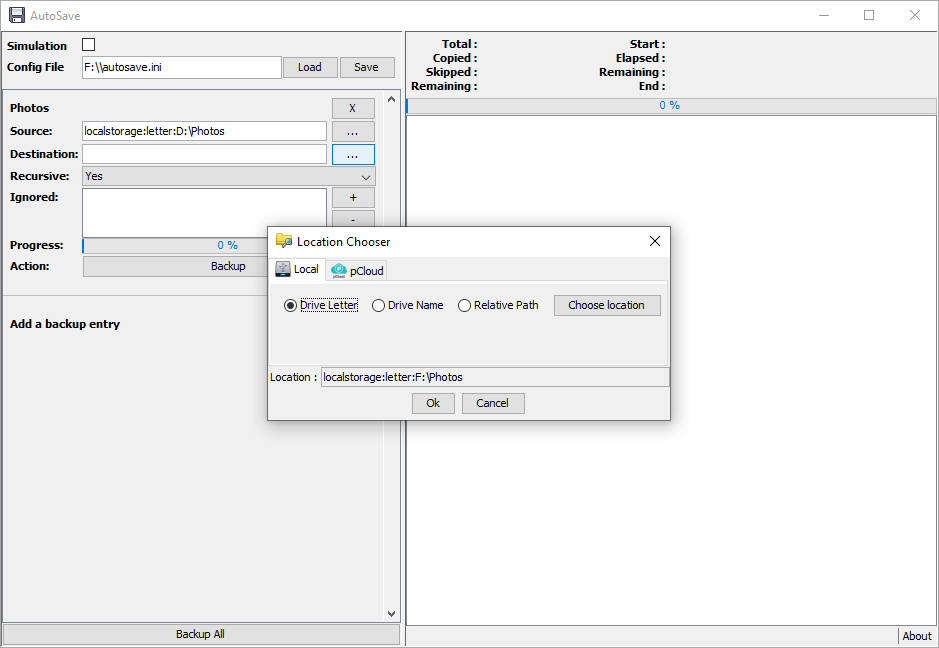 AutoSave
Simulation
Config File F:\\autosave.ini Load Save
Photos X
Source: localstorage:letter:D:\Photos ...
Destination: ...
Recursive: Yes
Ignored: +
-
Progress: 0 %
Action: Backup
Add a backup entry
Backup All
Total : Start :
Copied : Elapsed :
Skipped : Remaining :
Remaining : End :
0 %
Location Chooser
Local pCloud
Drive Letter Drive Name Relative Path Choose location
Location : localstorage:letter:F:\Photos
Ok Cancel
About